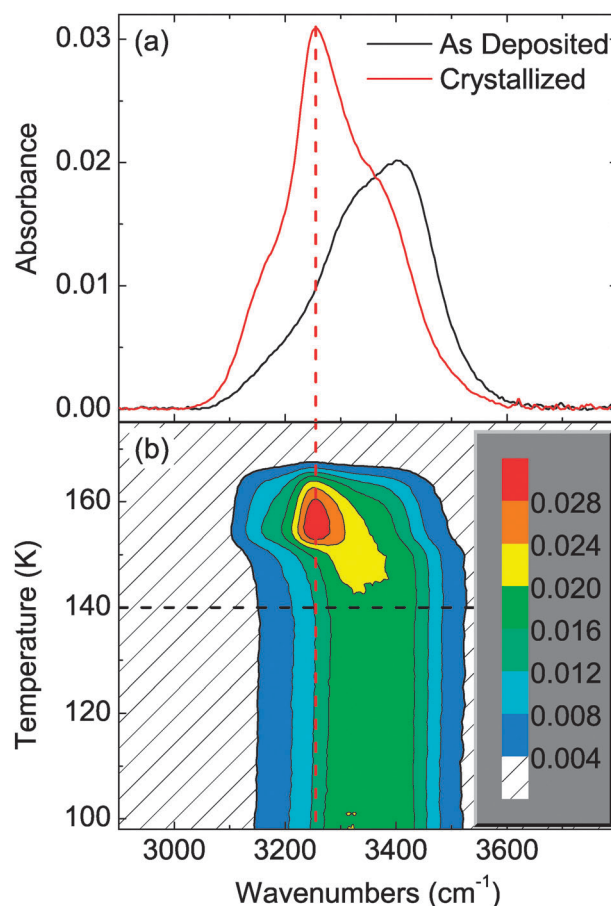 (a)
As Deposited
Crystallized
0.03
0.02
0.01
0.00
Absorbance
(b)
160
140
120
100
Temperature (K)
0.028
0.024
0.020
0.016
0.012
0.008
0.004
3000 3200 3400 3600
Wavenumbers (cm⁻¹)